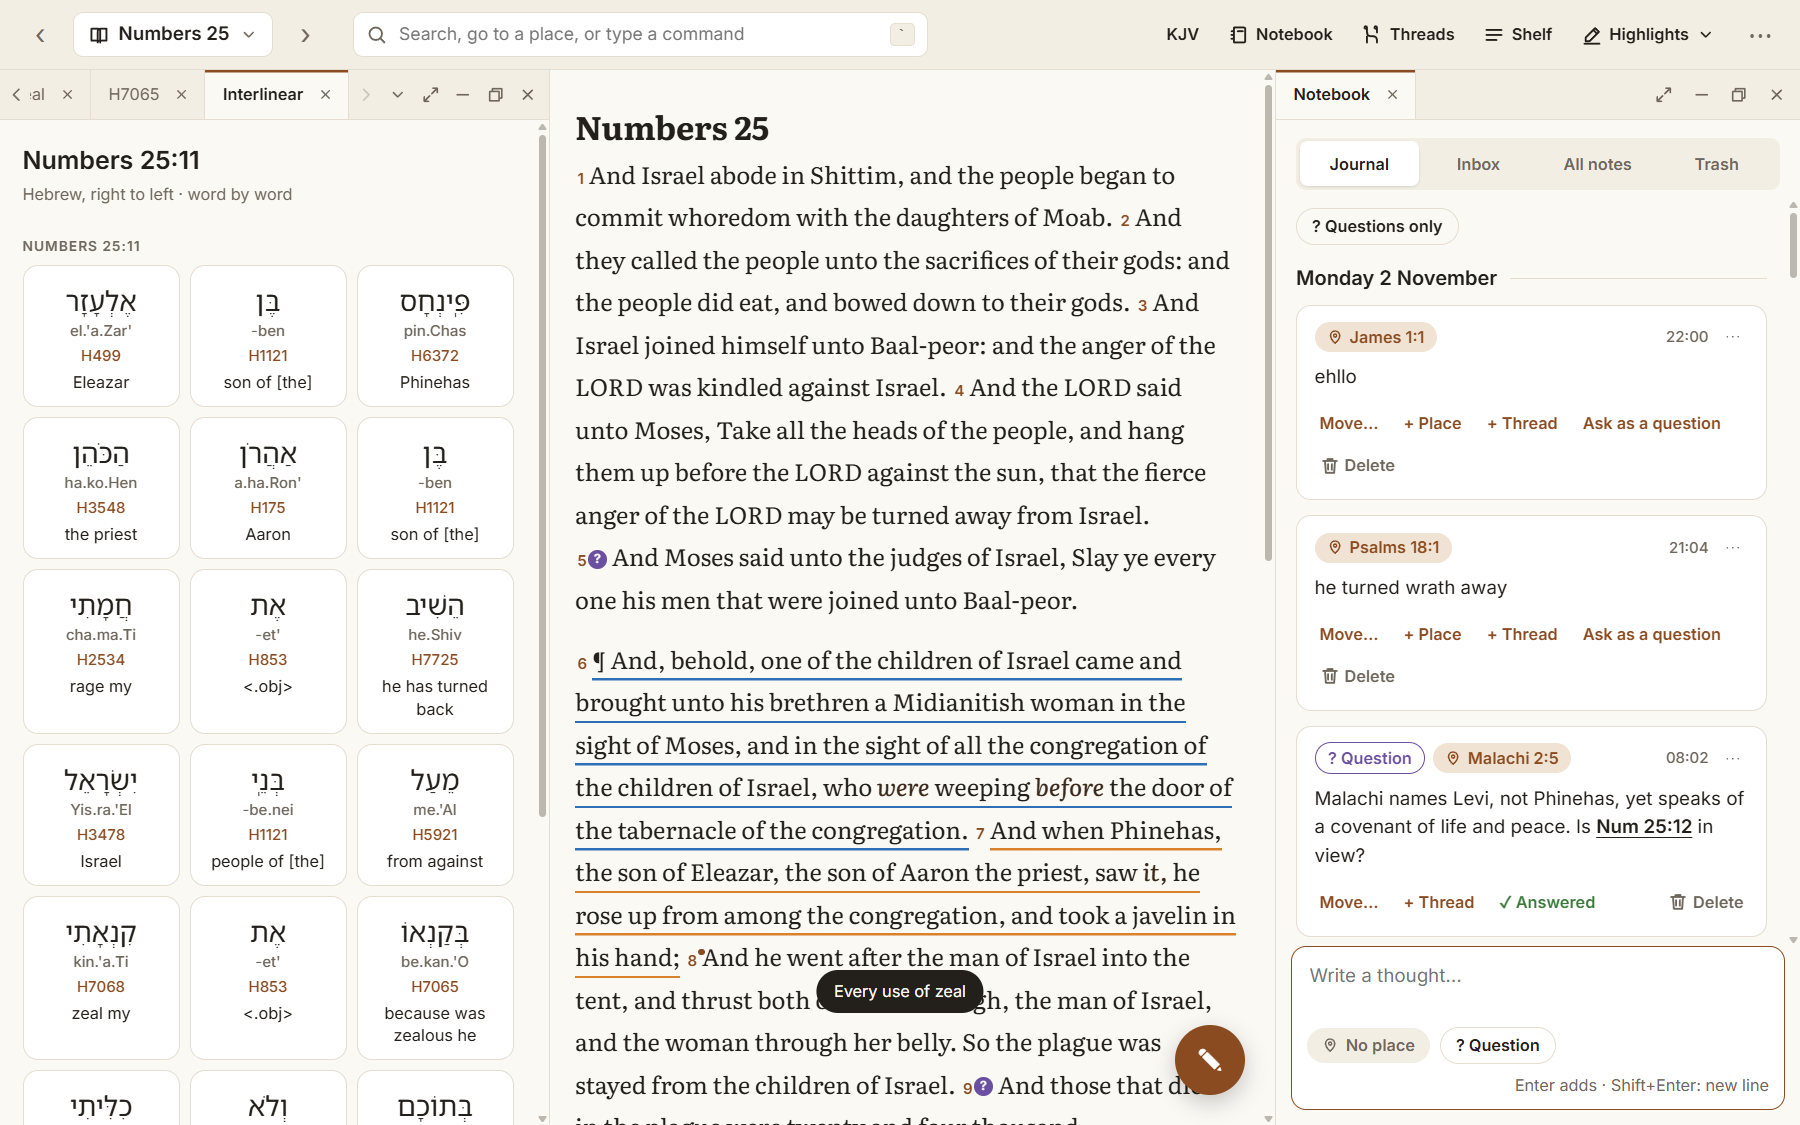 Numbers 25
Search, go to a place, or type a command
`
KJV
Notebook
Threads
Shelf
Highlights
H7065
Interlinear
Numbers 25:11
Hebrew, right to left · word by word
NUMBERS 25:11
פִּֽינְחָס
pin.Chas
H6372
Phinehas
בֶּן
-ben
H1121
son of [the]
אֶלְעָזָר
el.'a.Zar'
H499
Eleazar
בֶּן
-ben
H1121
son of [the]
אַהֲרֹן
a.ha.Ron'
H175
Aaron
הַכֹּהֵן
ha.ko.Hen
H3548
the priest
הֵשִׁיב
he.Shiv
H7725
he has turned
back
אֶת
-et'
H853
<.obj>
חֲמָתִי
cha.ma.Ti
H2534
rage my
מֵעַל
me.'Al
H5921
from against
בְּנֵֽי
-be.nei
H1121
people of [the]
יִשְׂרָאֵל
Yis.ra.'El
H3478
Israel
בְּקַנְאוֹ
be.kan.'O
H7065
because was
zealous he
אֶת
-et'
H853
<.obj>
קִנְאָתִי
kin.'a.Ti
H7068
zeal my
בְּתוֹכָם
וְלֹא
כִלִּיתִי
Numbers 25
1 And Israel abode in Shittim, and the people began to
commit whoredom with the daughters of Moab. 2 And
they called the people unto the sacrifices of their gods: and
the people did eat, and bowed down to their gods. 3 And
Israel joined himself unto Baal-peor: and the anger of the
LORD was kindled against Israel. 4 And the LORD said
unto Moses, Take all the heads of the people, and hang
them up before the LORD against the sun, that the fierce
anger of the LORD may be turned away from Israel.
5 ? And Moses said unto the judges of Israel, Slay ye every
one his men that were joined unto Baal-peor.
6 ¶ And, behold, one of the children of Israel came and
brought unto his brethren a Midianitish woman in the
sight of Moses, and in the sight of all the congregation of
the children of Israel, who were weeping before the door of
the tabernacle of the congregation. 7 And when Phinehas,
the son of Eleazar, the son of Aaron the priest, saw it, he
rose up from among the congregation, and took a javelin in
his hand; 8 And he went after the man of Israel into the
tent, and thrust both the man of Israel,
Every use of zeal
and the woman through her belly. So the plague was
stayed from the children of Israel. 9 ? And those that
Notebook
Journal
Inbox
All notes
Trash
? Questions only
Monday 2 November
James 1:1
22:00
ehllo
Move...
+ Place
+ Thread
Ask as a question
Delete
Psalms 18:1
21:04
he turned wrath away
Move...
+ Place
+ Thread
Ask as a question
Delete
? Question
Malachi 2:5
08:02
Malachi names Levi, not Phinehas, yet speaks of
a covenant of life and peace. Is Num 25:12 in
view?
Move...
+ Thread
✓ Answered
Delete
Write a thought...
No place
? Question
Enter adds · Shift+Enter: new line